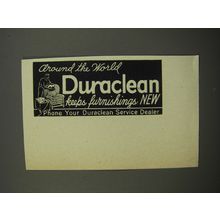 Around the World
Duraclean
keeps furnishings NEW
Phone Your Duraclean Service Dealer